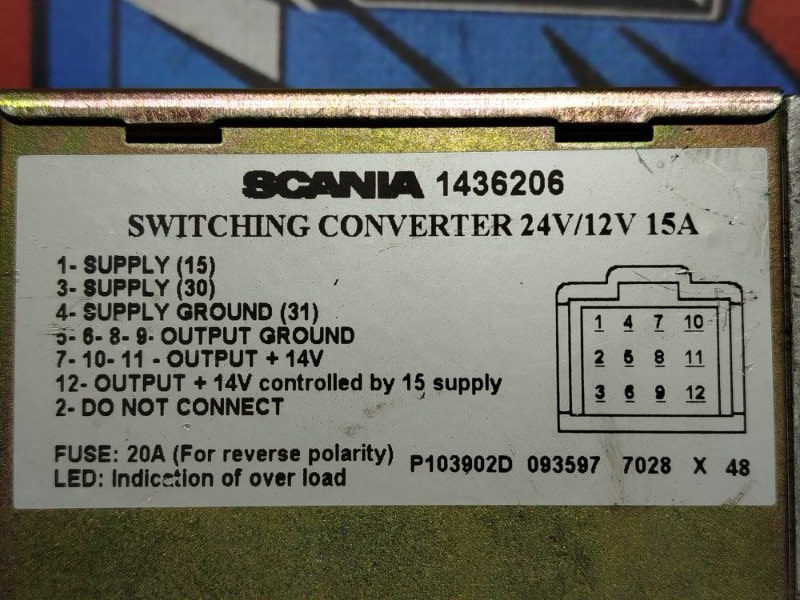 SCANIA 1436206
SWITCHING CONVERTER 24V/12V 15A
1- SUPPLY (15)
3- SUPPLY (30)
4- SUPPLY GROUND (31)
5- 6- 8- 9- OUTPUT GROUND
7- 10- 11 - OUTPUT + 14V
12- OUTPUT + 14V controlled by 15 supply
2- DO NOT CONNECT
1 4 7 10
2 5 8 11
3 6 9 12
FUSE: 20A (For reverse polarity)
LED: Indication of over load
P103902D 093597 7028 X 48